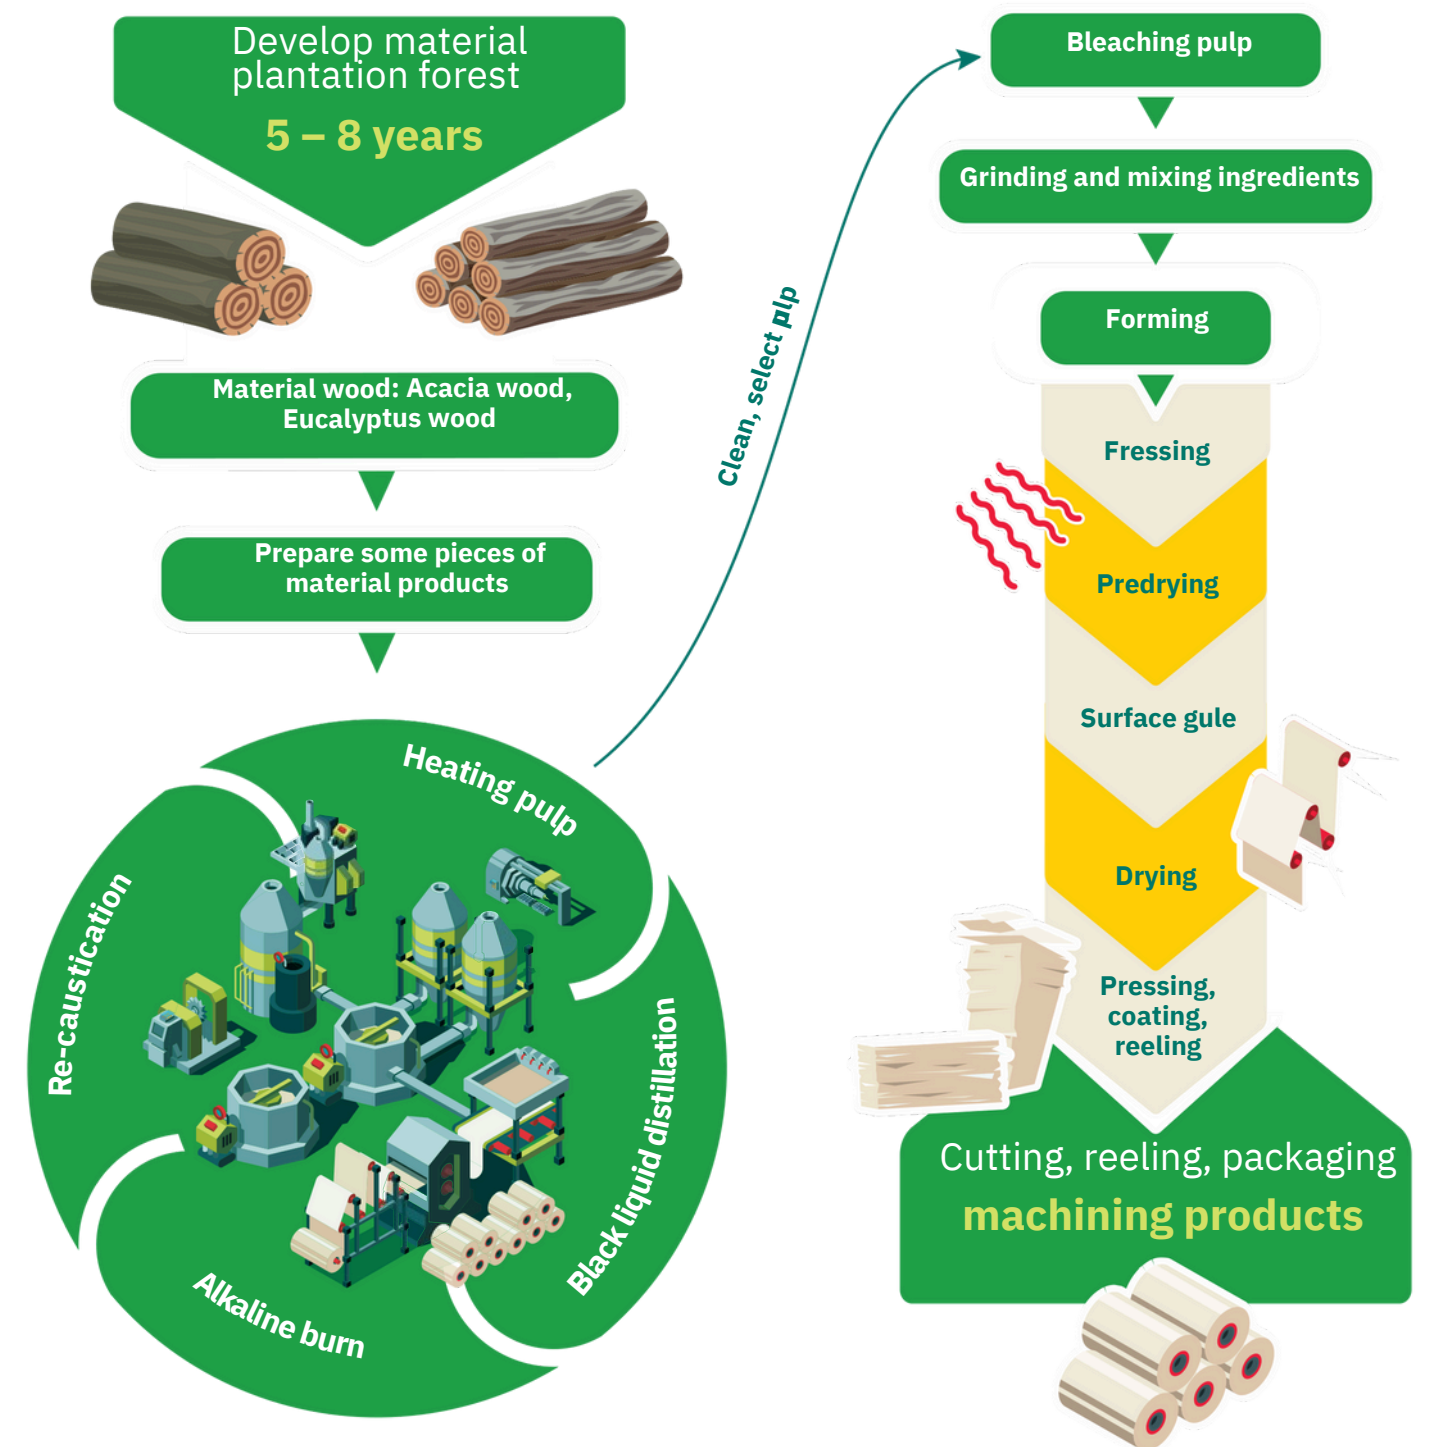 Develop material
plantation forest
5 – 8 years
Material wood: Acacia wood,
Eucalyptus wood
Prepare some pieces of
material products
Heating pulp
Black liquid distillation
Alkaline burn
Re-caustication
Clean, select plp
Bleaching pulp
Grinding and mixing ingredients
Forming
Fressing
Predrying
Surface gule
Drying
Pressing,
coating,
reeling
Cutting, reeling, packaging
machining products